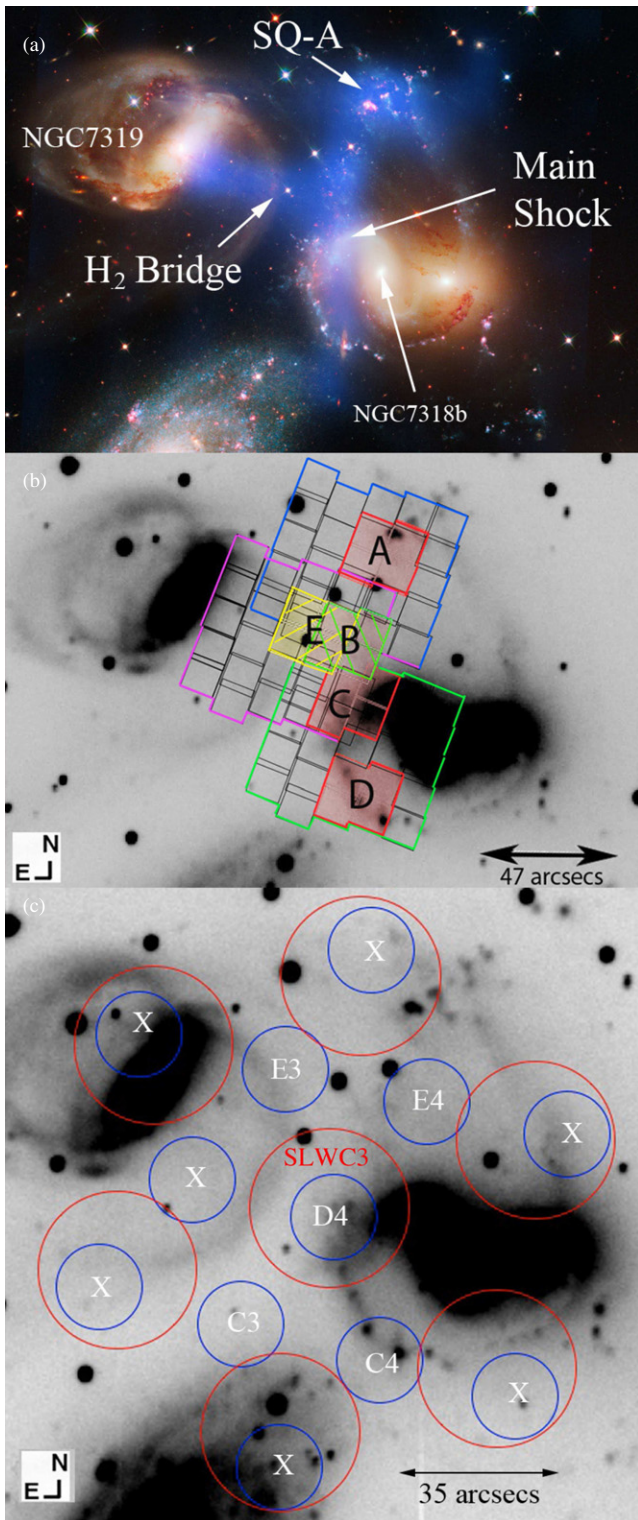 (a)
SQ-A
NGC7319
Main
Shock
H₂ Bridge
NGC7318b
(b)
A
E
B
C
D
N
E
47 arcsecs
(c)
X
X
E3
E4
X
SLWC3
X
D4
X
C3
C4
X
X
N
E
35 arcsecs